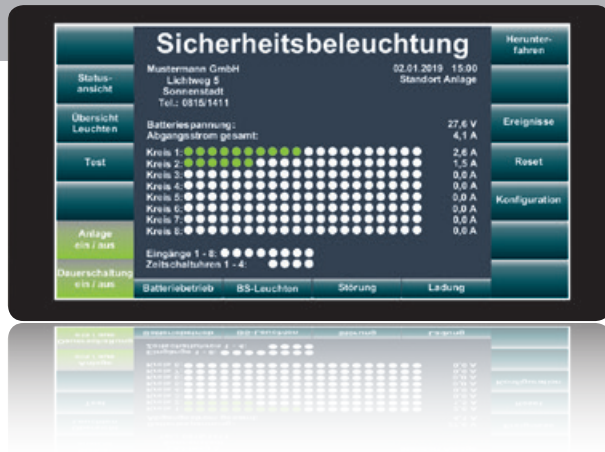 Sicherheitsbeleuchtung
Mustermann GmbH
Lichtweg 5
Sonnenstadt
Tel.: 0815/1411
02.01.2019 15:00
Standort Anlage
Batteriespannung: 27,6 V
Abgangsstrom gesamt: 4,1 A
Kreis 1: 2,6 A
Kreis 2: 1,5 A
Kreis 3: 0,0 A
Kreis 4: 0,0 A
Kreis 5: 0,0 A
Kreis 6: 0,0 A
Kreis 7: 0,0 A
Kreis 8: 0,0 A
Eingänge 1 - 8:
Zeitschaltuhren 1 - 4:
Batteriebetrieb BS-Leuchten Störung Ladung
Status-
ansicht
Übersicht
Leuchten
Test
Anlage
ein / aus
Dauerschaltung
ein / aus
Herunter-
fahren
Ereignisse
Reset
Konfiguration